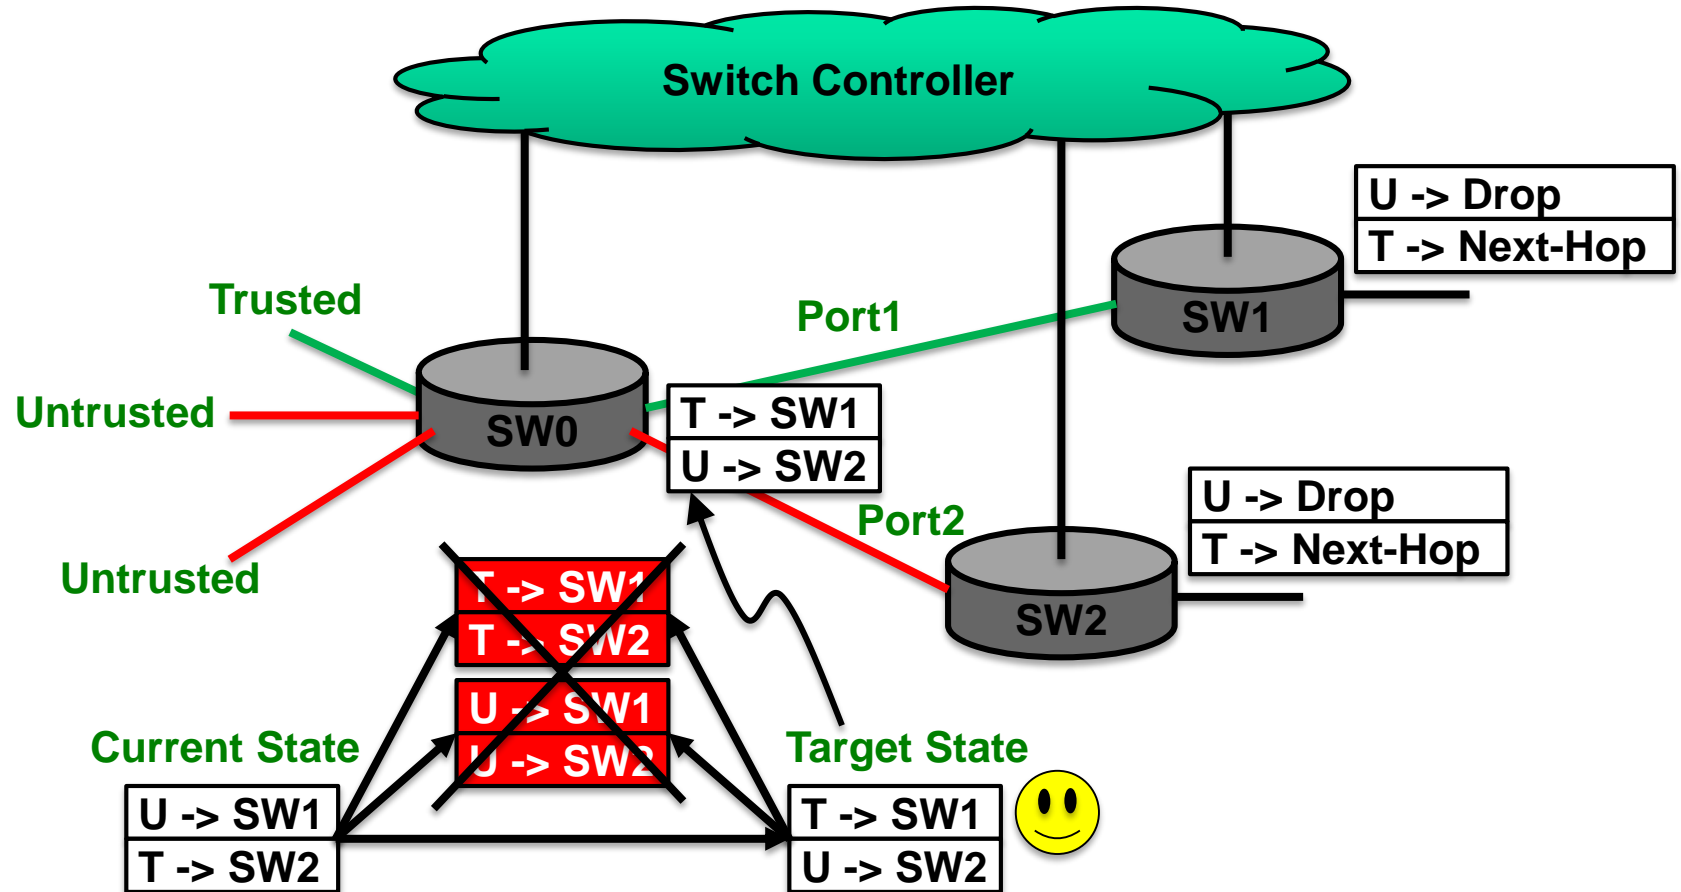 Switch Controller
U -> Drop
T -> Next-Hop
Trusted
Port1
SW1
Untrusted
SW0
T -> SW1
U -> SW2
U -> Drop
T -> Next-Hop
Port2
Untrusted
T -> SW1
T -> SW2
SW2
U -> SW1
U -> SW2
Current State
Target State
U -> SW1
T -> SW2
T -> SW1
U -> SW2